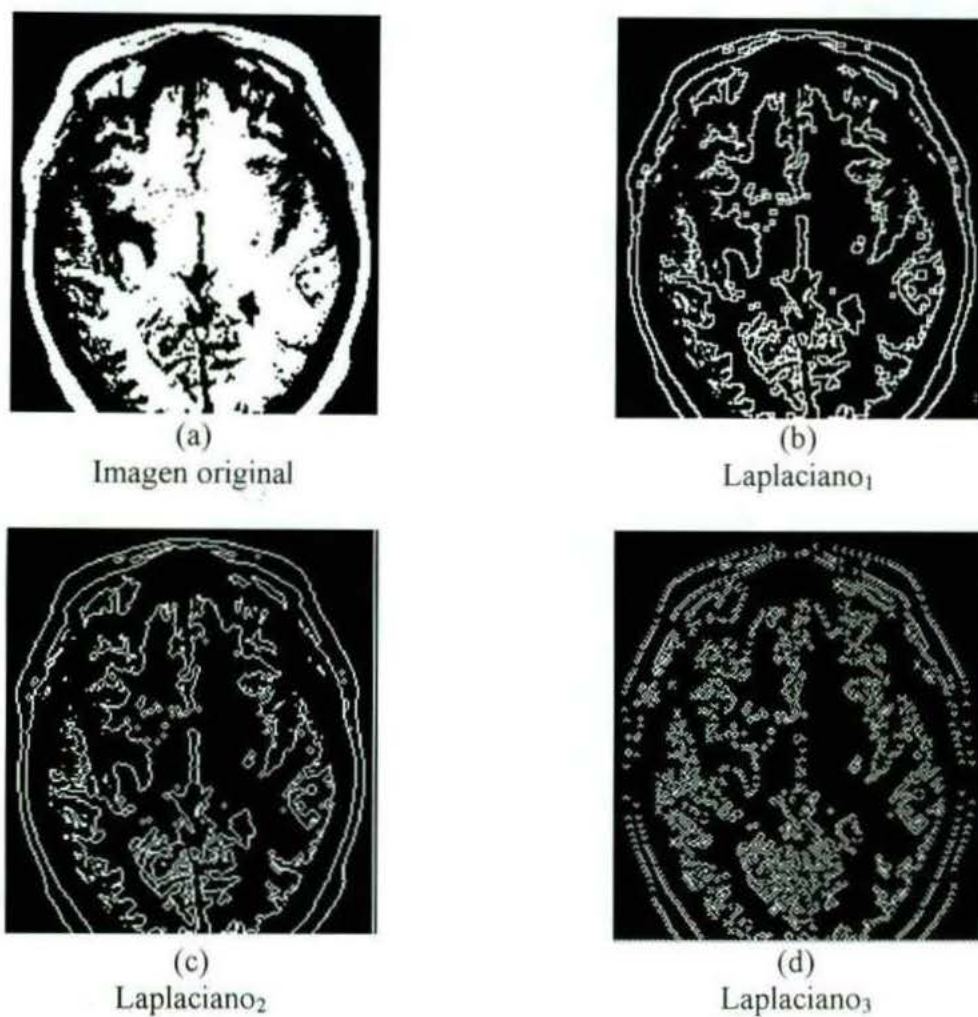 (a)
Imagen original
(b)
Laplaciano₁
(c)
Laplaciano₂
(d)
Laplaciano₃